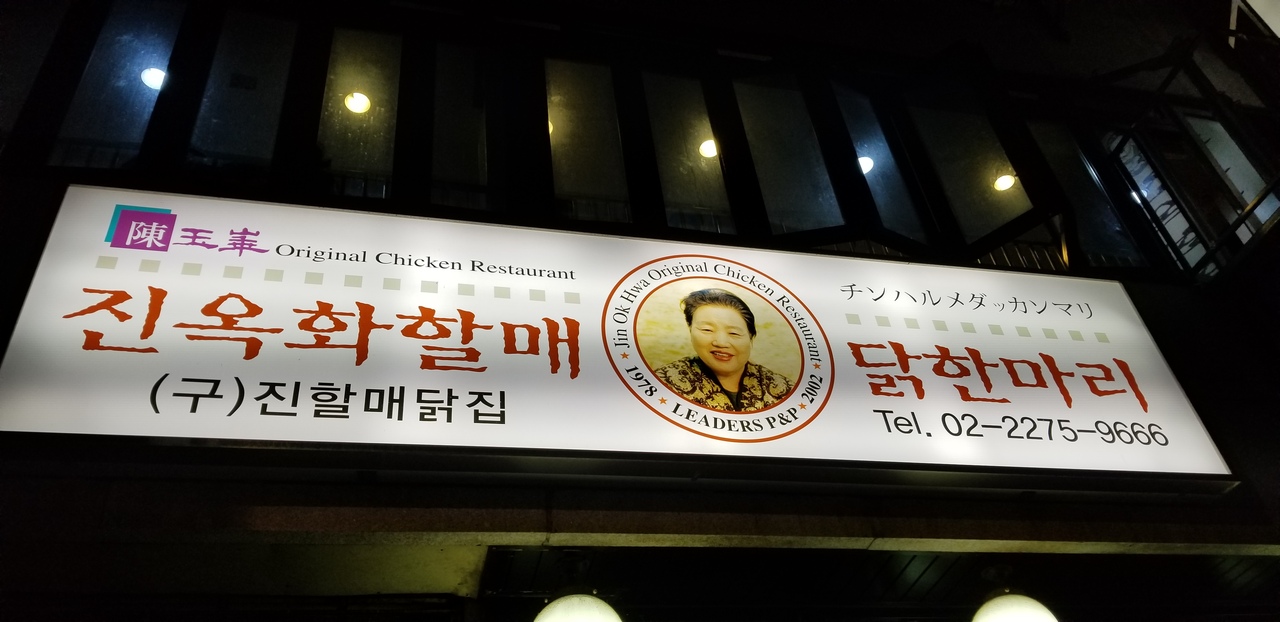 陳玉華 Original Chicken Restaurant
진옥화할매
(구)진할매닭집
Jin Ok Hwa Original Chicken Restaurant
1978 ★ LEADERS P&P ★ 2002
チンハルメダッカンマリ
닭한마리
Tel. 02-2275-9666